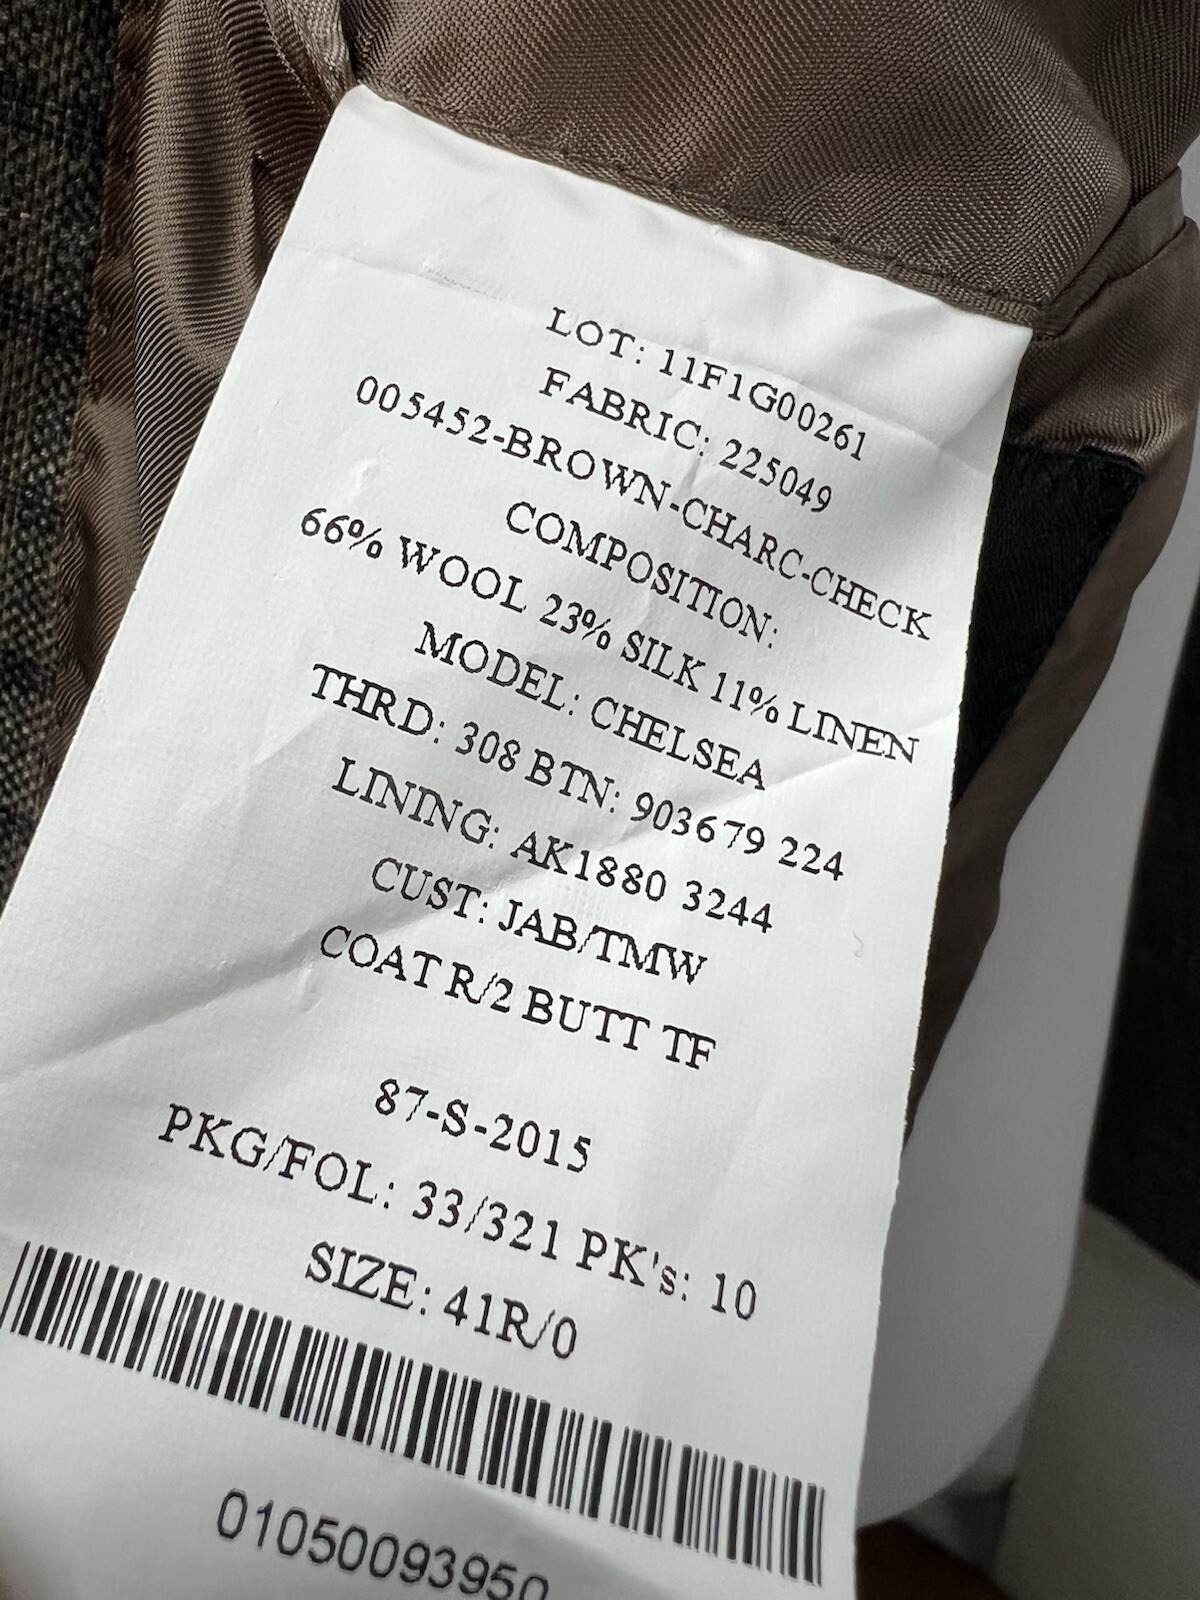 LOT: 11F1G00261
FABRIC: 225049
005452-BROWN-CHARC-CHECK
COMPOSITION:
66% WOOL 23% SILK 11% LINEN
MODEL: CHELSEA
THRD: 308 BTN: 903679 224
LINING: AK1880 3244
CUST: JAB/TMW
COAT R/2 BUTT TF
87-S-2015
PKG/FOL: 33/321 PK's: 10
SIZE: 41R/0
01050093950